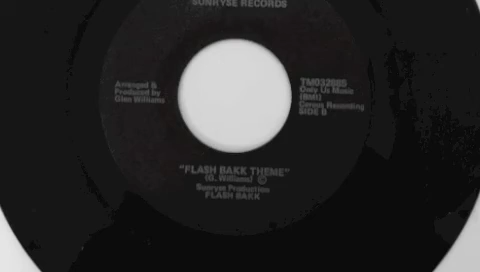 SUNRYSE RECORDS
Arranged &
Produced by
Glen Williams
TM032885
Only Us Music
(BMI)
Recording
SIDE B
"FLASH BAKK THEME"
(G. Williams) ©
Sunryse Production
FLASH BAKK